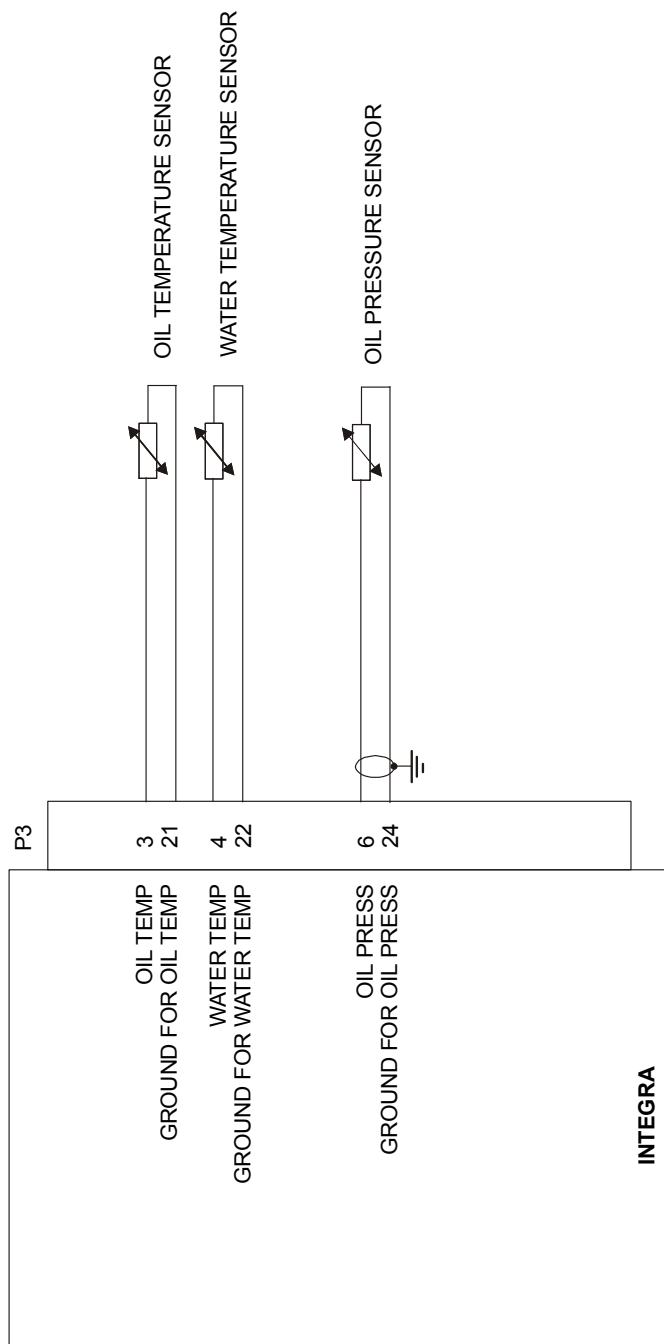 P3
OIL TEMP 3
GROUND FOR OIL TEMP 21
OIL TEMPERATURE SENSOR
WATER TEMP 4
GROUND FOR WATER TEMP 22
WATER TEMPERATURE SENSOR
OIL PRESS 6
GROUND FOR OIL PRESS 24
OIL PRESSURE SENSOR
INTEGRA